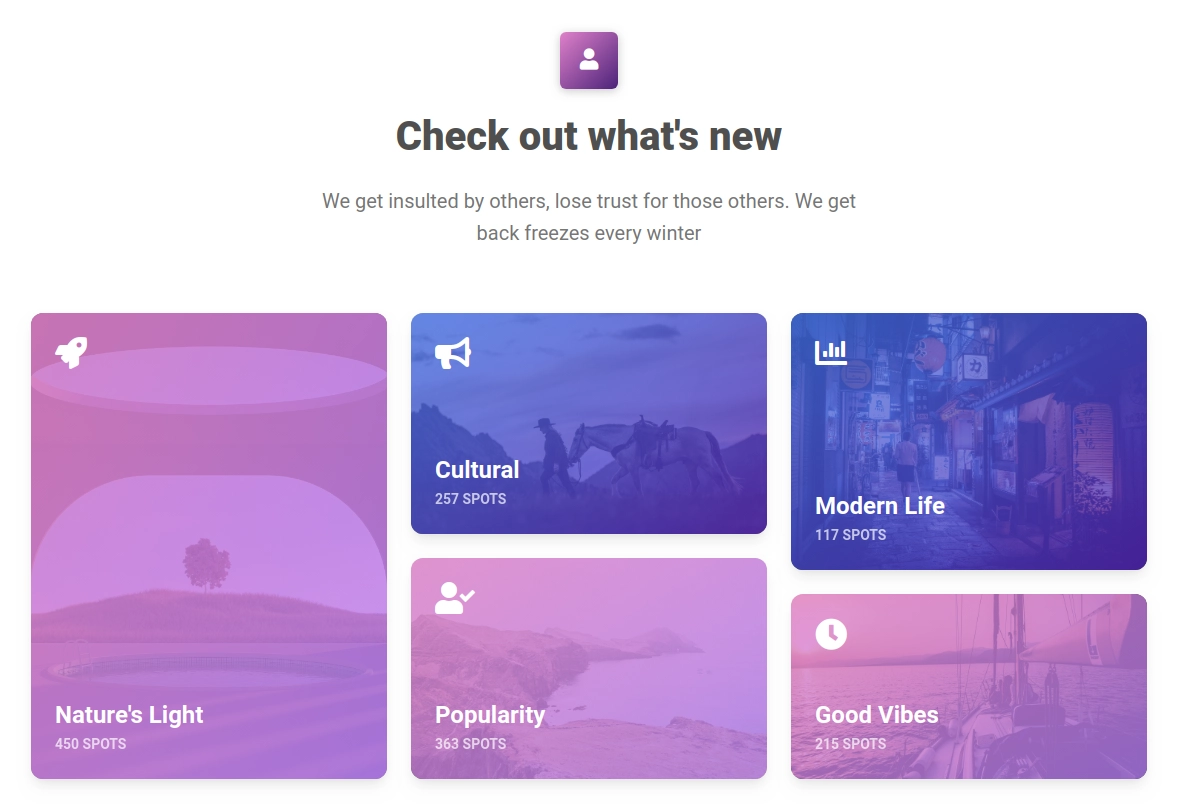 Check out what's new
We get insulted by others, lose trust for those others. We get
back freezes every winter
Nature's Light
450 SPOTS
Cultural
257 SPOTS
Popularity
363 SPOTS
Modern Life
117 SPOTS
カ
Good Vibes
215 SPOTS